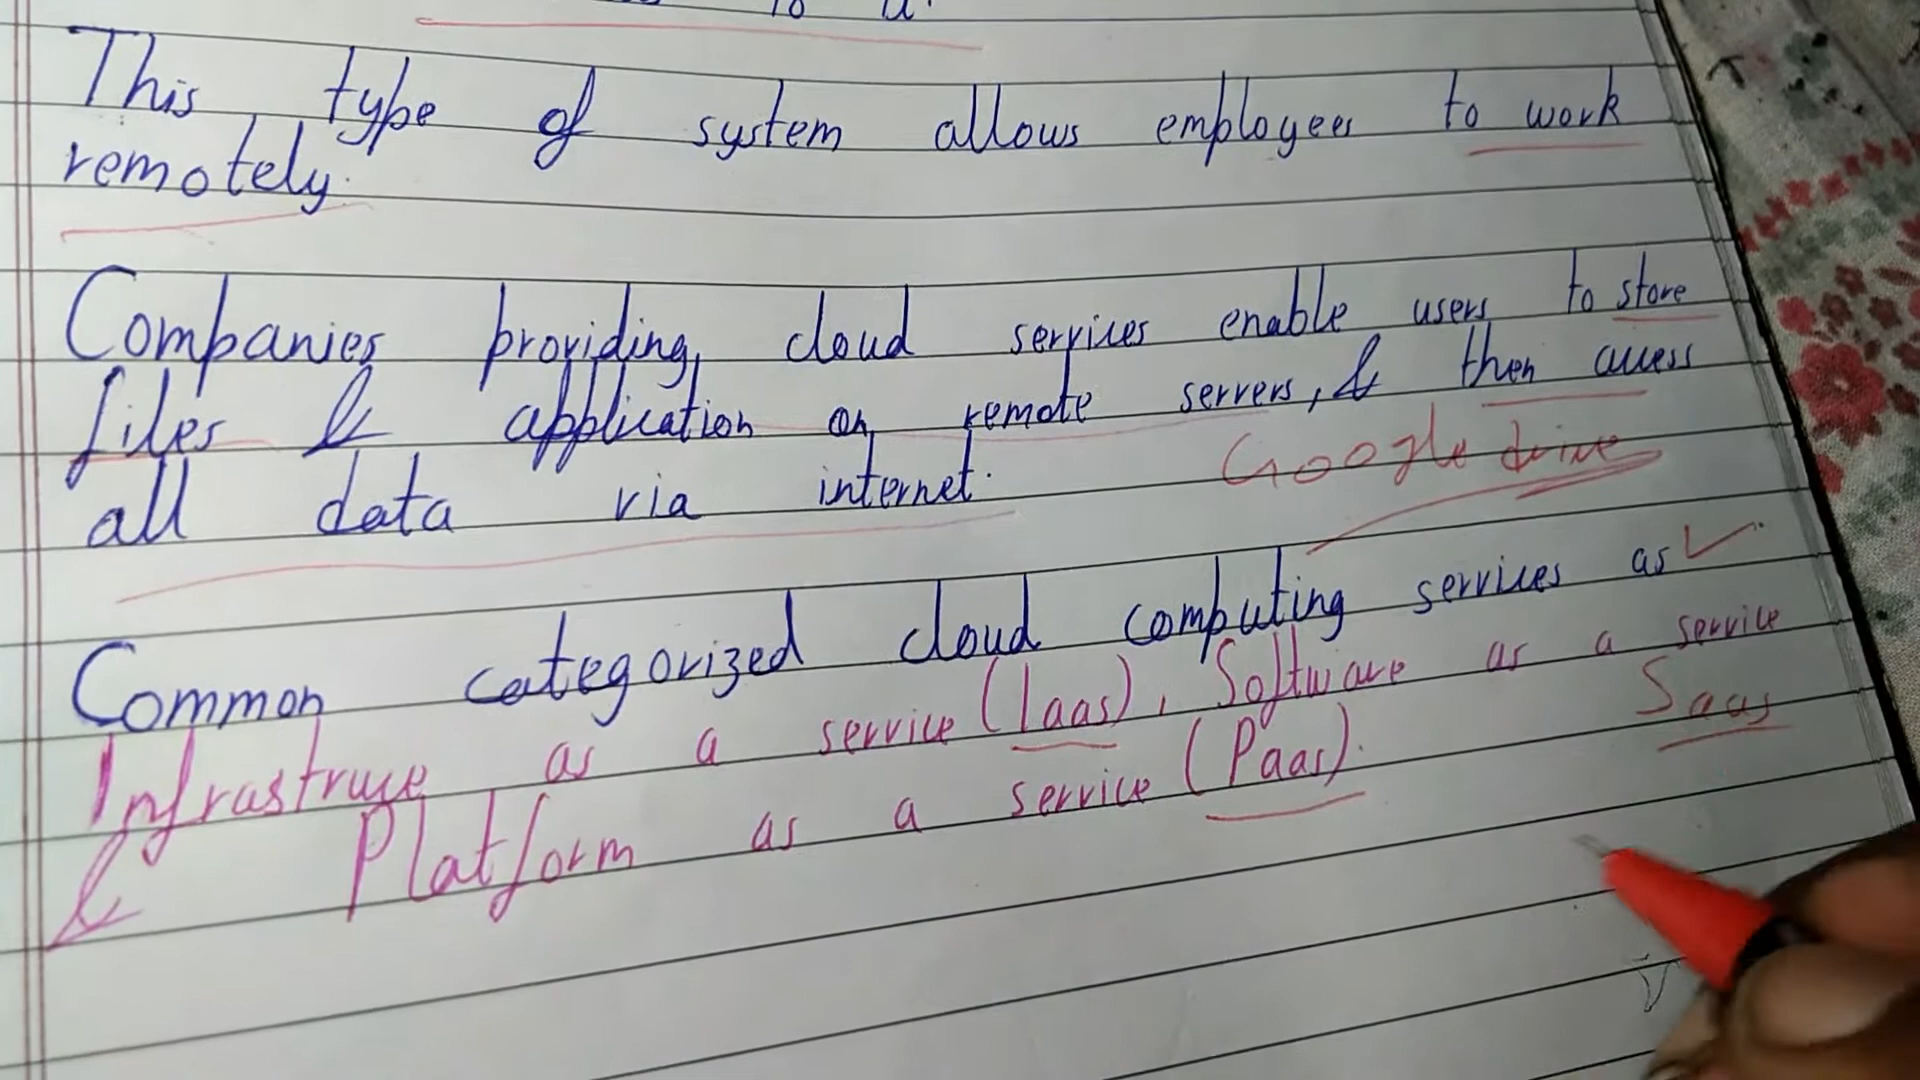 to it.
This type of system allows employees to work
remotely.
Companies providing cloud services enable users to store
files & application on remote servers, & then access
all data via internet.
Google drive
Common categorized cloud computing services as
Infrastruce as a service (Iaas), Software as a service
Saas
& Platform as a service (Paas).